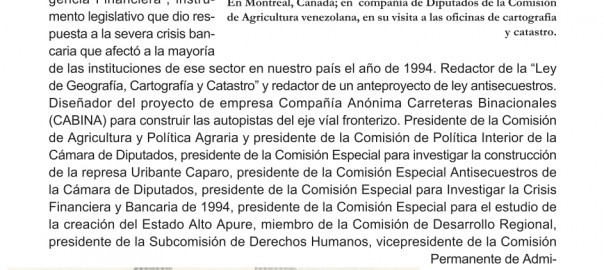 gencia Financiera”, instru-
mento legislativo que dio res-
puesta a la severa crisis ban-
caria que afectó a la mayoría
En Montreal, Canadá; en compañía de Diputados de la Comisión
de Agricultura venezolana, en su visita a las oficinas de cartografía
y catastro.
de las instituciones de ese sector en nuestro país el año de 1994. Redactor de la “Ley
de Geografía, Cartografía y Catastro” y redactor de un anteproyecto de ley antisecuestros.
Diseñador del proyecto de empresa Compañía Anónima Carreteras Binacionales
(CABINA) para construir las autopistas del eje víal fronterizo. Presidente de la Comisión
de Agricultura y Política Agraria y presidente de la Comisión de Política Interior de la
Cámara de Diputados, presidente de la Comisión Especial para investigar la construcción
de la represa Uribante Caparo, presidente de la Comisión Especial Antisecuestros de
la Cámara de Diputados, presidente de la Comisión Especial para Investigar la Crisis
Financiera y Bancaria de 1994, presidente de la Comisión Especial para el estudio de
la creación del Estado Alto Apure, miembro de la Comisión de Desarrollo Regional,
presidente de la Subcomisión de Derechos Humanos, vicepresidente de la Comisión
Permanente de Admi-